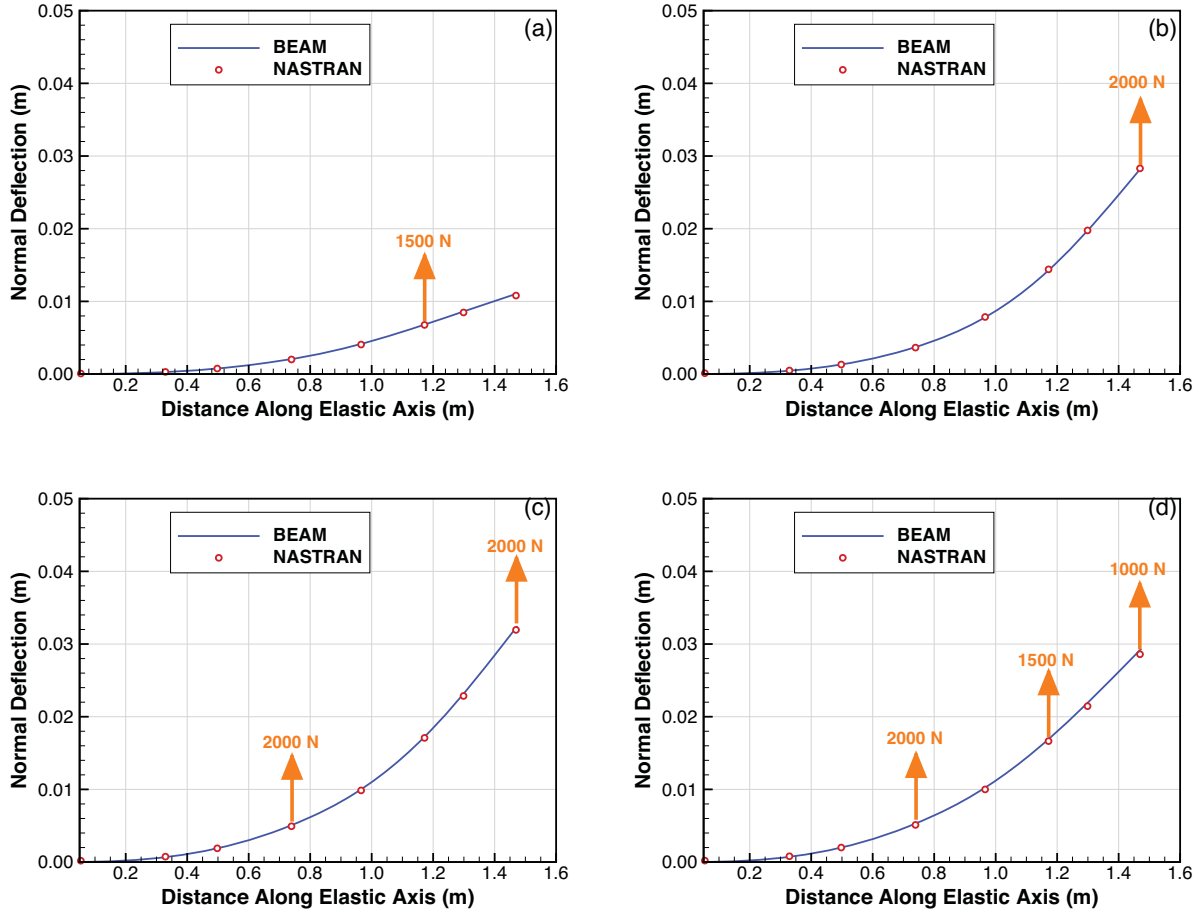 (a)
BEAM
NASTRAN
1500 N
0.05
0.04
0.03
0.02
0.01
0.00
0.2 0.4 0.6 0.8 1.0 1.2 1.4 1.6
Normal Deflection (m)
Distance Along Elastic Axis (m)
(b)
BEAM
NASTRAN
2000 N
0.05
0.04
0.03
0.02
0.01
0.00
0.2 0.4 0.6 0.8 1.0 1.2 1.4 1.6
Normal Deflection (m)
Distance Along Elastic Axis (m)
(c)
BEAM
NASTRAN
2000 N
2000 N
0.05
0.04
0.03
0.02
0.01
0.00
0.2 0.4 0.6 0.8 1.0 1.2 1.4 1.6
Normal Deflection (m)
Distance Along Elastic Axis (m)
(d)
BEAM
NASTRAN
1000 N
1500 N
2000 N
0.05
0.04
0.03
0.02
0.01
0.00
0.2 0.4 0.6 0.8 1.0 1.2 1.4 1.6
Normal Deflection (m)
Distance Along Elastic Axis (m)